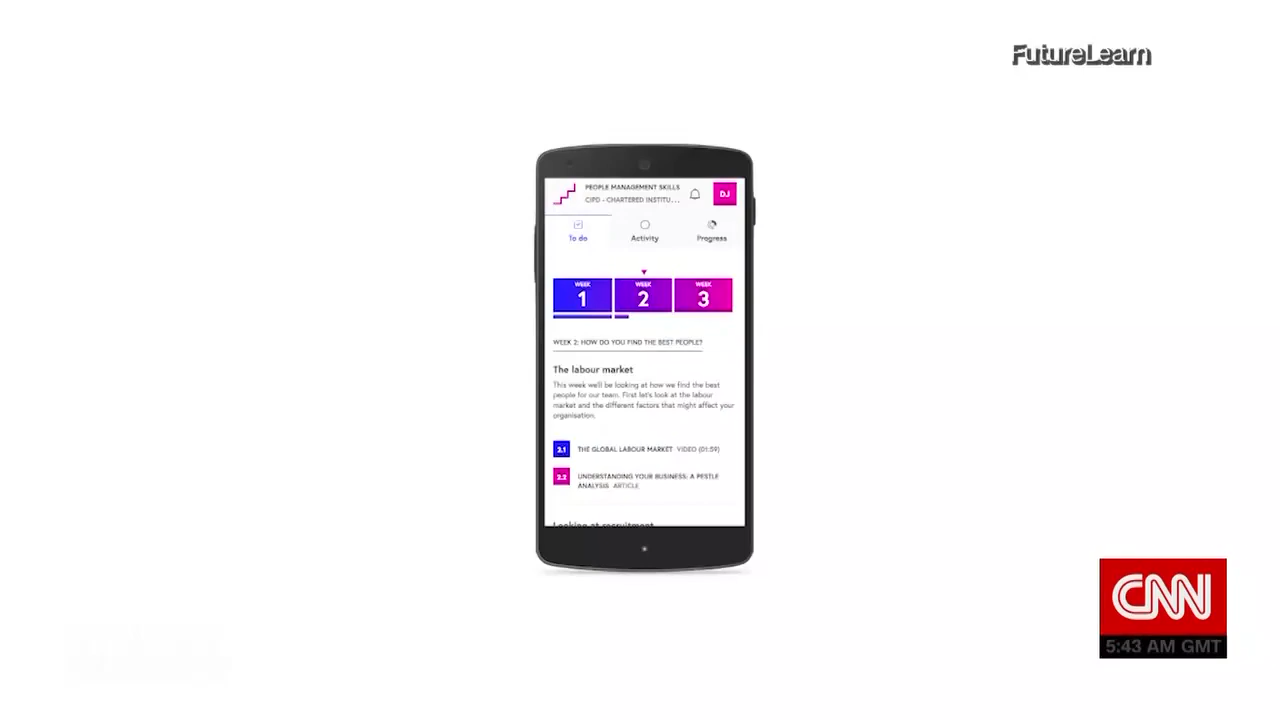 FutureLearn
PEOPLE MANAGEMENT SKILLS
CIPD - CHARTERED INSTITU...
DJ
To do
Activity
Progress
WEEK
1
WEEK
2
WEEK
3
WEEK 2: HOW DO YOU FIND THE BEST PEOPLE?
The labour market
This week we'll be looking at how we find the best
people for our team. First let's look at the labour
market and the different factors that might affect your
organisation.
2.1 THE GLOBAL LABOUR MARKET VIDEO (01:59)
2.2 UNDERSTANDING YOUR BUSINESS: A PESTLE
ANALYSIS ARTICLE
Looking at recruitment
CNN
5:43 AM GMT